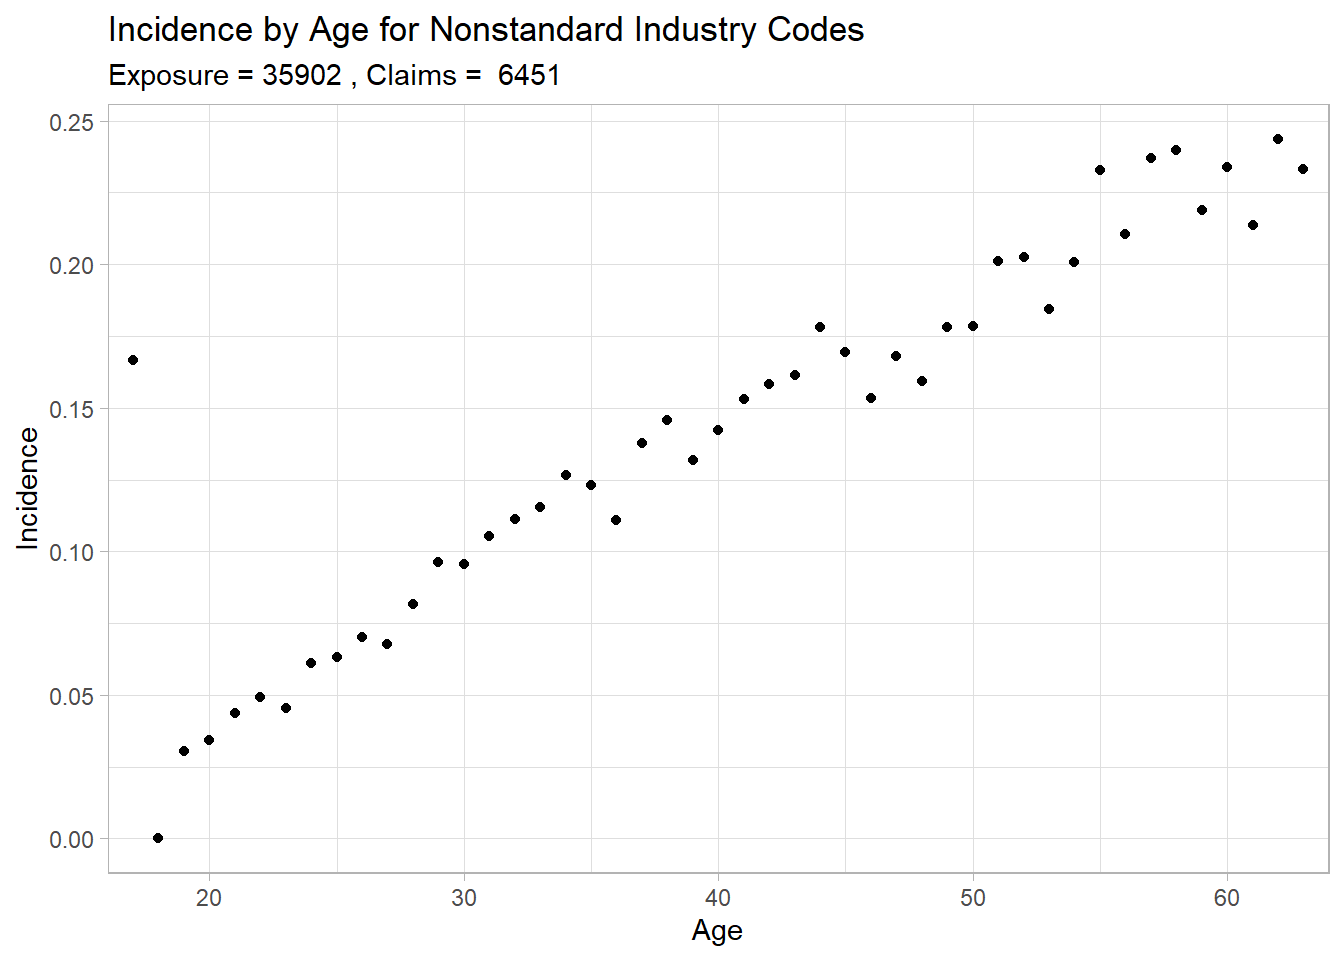 Incidence by Age for Nonstandard Industry Codes
Exposure = 35902 , Claims =  6451
0.25
0.20
0.15
0.10
0.05
0.00
Incidence
20 30 40 50 60
Age